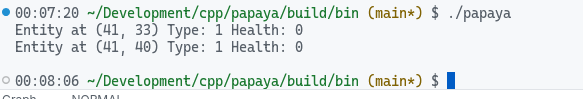 00:07:20 ~/Development/cpp/papaya/build/bin (main*) $ ./papaya
Entity at (41, 33) Type: 1 Health: 0
Entity at (41, 40) Type: 1 Health: 0
00:08:06 ~/Development/cpp/papaya/build/bin (main*) $